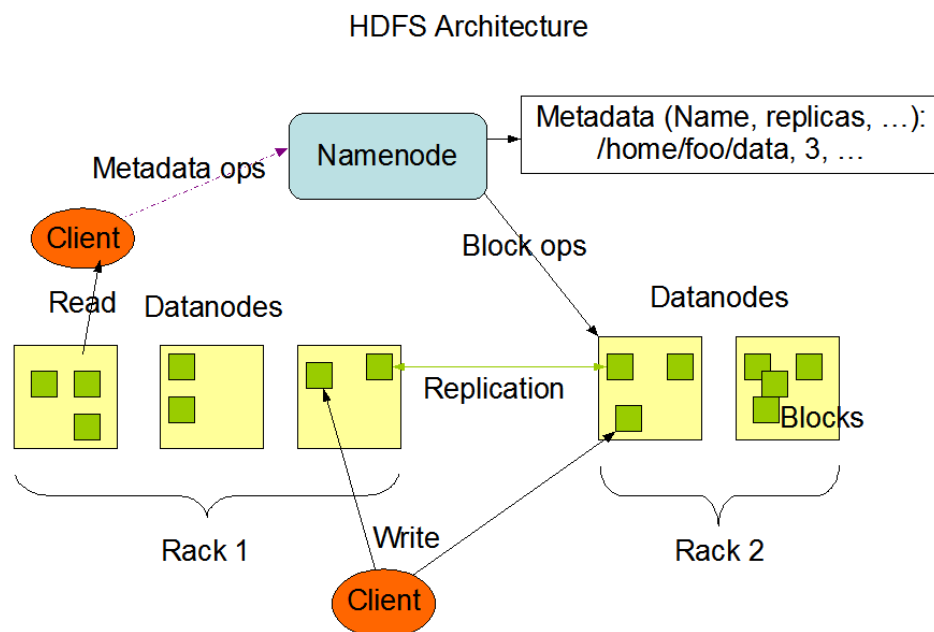 HDFS Architecture
Metadata (Name, replicas, …):
/home/foo/data, 3, …
Namenode
Metadata ops
Client
Block ops
Read
Datanodes
Datanodes
Replication
Blocks
Rack 1
Write
Rack 2
Client